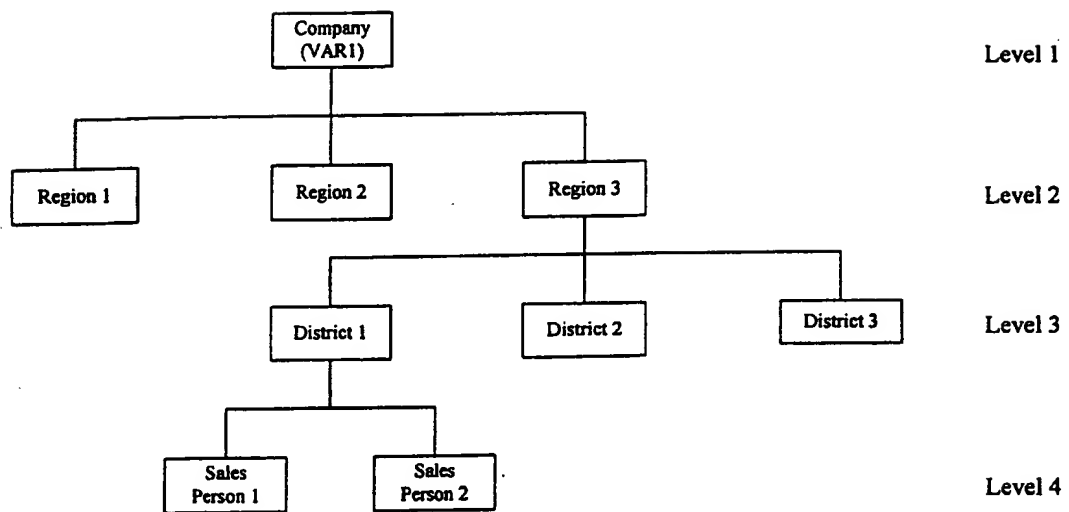 Company
(VAR1)
Level 1
Region 1
Region 2
Region 3
Level 2
District 1
District 2
District 3
Level 3
Sales
Person 1
Sales
Person 2
Level 4